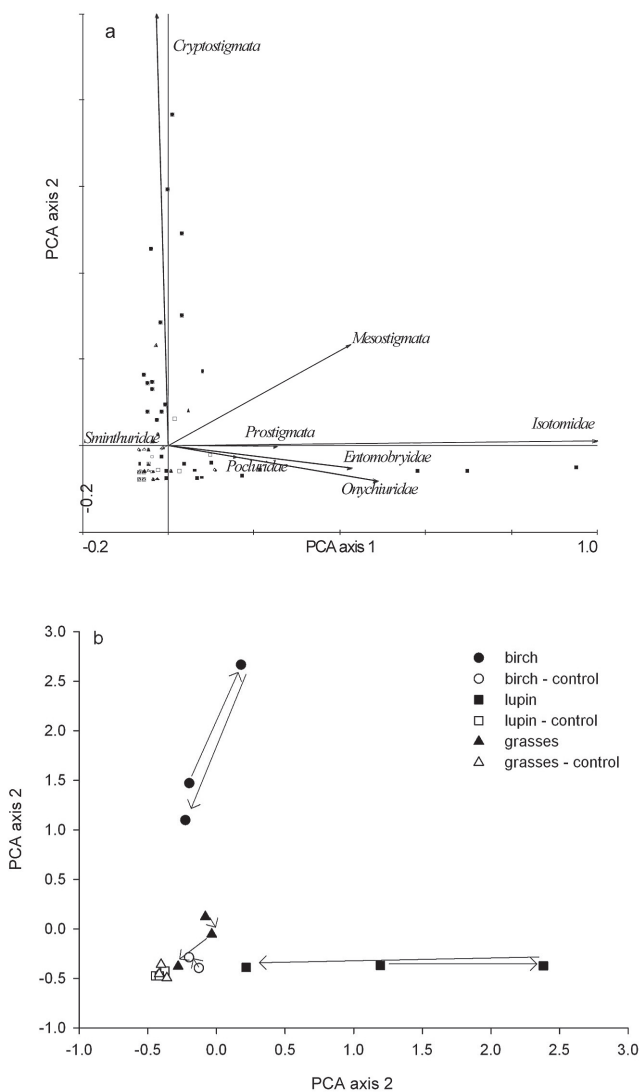 a
Cryptostigmata
PCA axis 2
Mesostigmata
Isotomidae
Sminthuridae
Prostigmata
Entomobryidae
Pocluridae
Onychiuridae
-0.2
-0.2
PCA axis 1
1.0
b
3.0
2.5
2.0
1.5
1.0
0.5
0.0
-0.5
-1.0
PCA axis 2
birch
birch - control
lupin
lupin - control
grasses
grasses - control
-1.0
-0.5
0.0
0.5
1.0
1.5
2.0
2.5
3.0
PCA axis 2